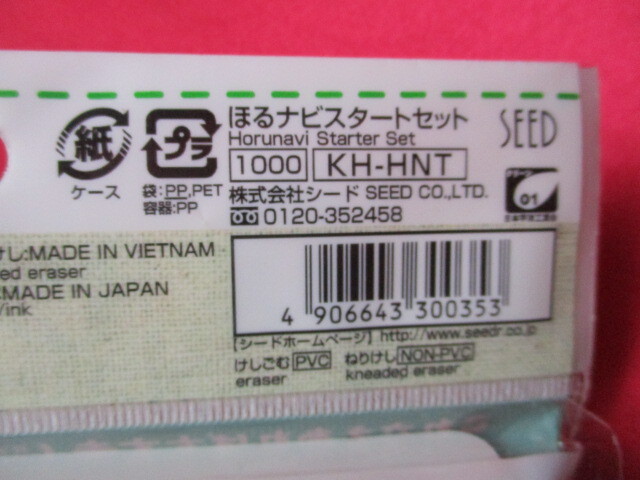 ほるナビスタートセット
Horunavi Starter Set
SEED
紙
プラ
1000 KH-HNT
ケース
袋:PP,PET
容器:PP
株式会社シード SEED CO.,LTD.
0120-352458
01
けし:MADE IN VIETNAM
eraser
MADE IN JAPAN
/ink
4 906643 300353
【シードホームページ】http://www.seedr.co.jp
けしごむ PVC ねりけし NON-PVC
eraser kneaded eraser